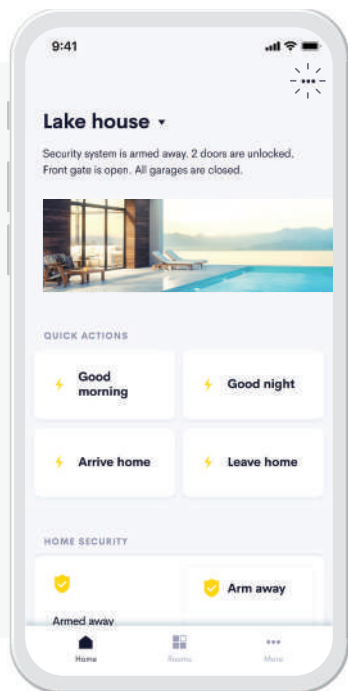 9:41
Lake house
Security system is armed away. 2 doors are unlocked.
Front gate is open. All garages are closed.
QUICK ACTIONS
Good
morning
Good night
Arrive home
Leave home
HOME SECURITY
Arm away
Armed away
Home
Rooms
More